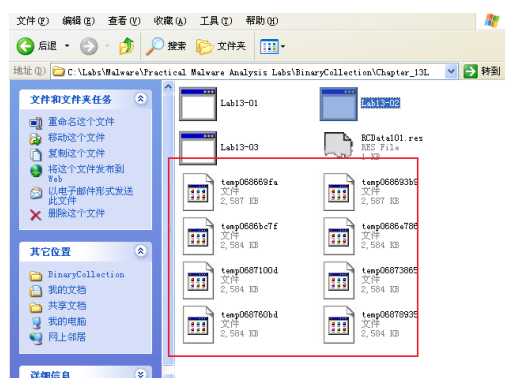 文件(F) 编辑(E) 查看(V) 收藏(A) 工具(T) 帮助(H)
后退 搜索 文件夹
地址(D) C:\Labs\Malware\Practical Malware Analysis Labs\BinaryCollection\Chapter_13L 转到
文件和文件夹任务
重命名这个文件
移动这个文件
复制这个文件
将这个文件发布到
Web
以电子邮件形式发送
此文件
删除这个文件
其它位置
BinaryCollection
我的文档
共享文档
我的电脑
网上邻居
详细信息
Lab13-01
Lab13-02
Lab13-03
RCData101.res
RES File
1 KB
temp068669fa
文件
2,587 KB
temp068693b9
文件
2,587 KB
temp0686bc7f
文件
2,584 KB
temp0686e786
文件
2,584 KB
temp0687100d
文件
2,584 KB
temp06873865
文件
2,584 KB
temp068760bd
文件
2,584 KB
temp06878935
文件
2,584 KB